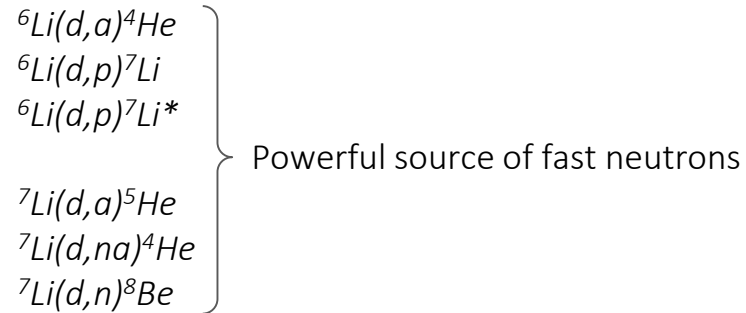 ⁶Li(d,a)⁴He
⁶Li(d,p)⁷Li
⁶Li(d,p)⁷Li*
Powerful source of fast neutrons
⁷Li(d,a)⁵He
⁷Li(d,na)⁴He
⁷Li(d,n)⁸Be